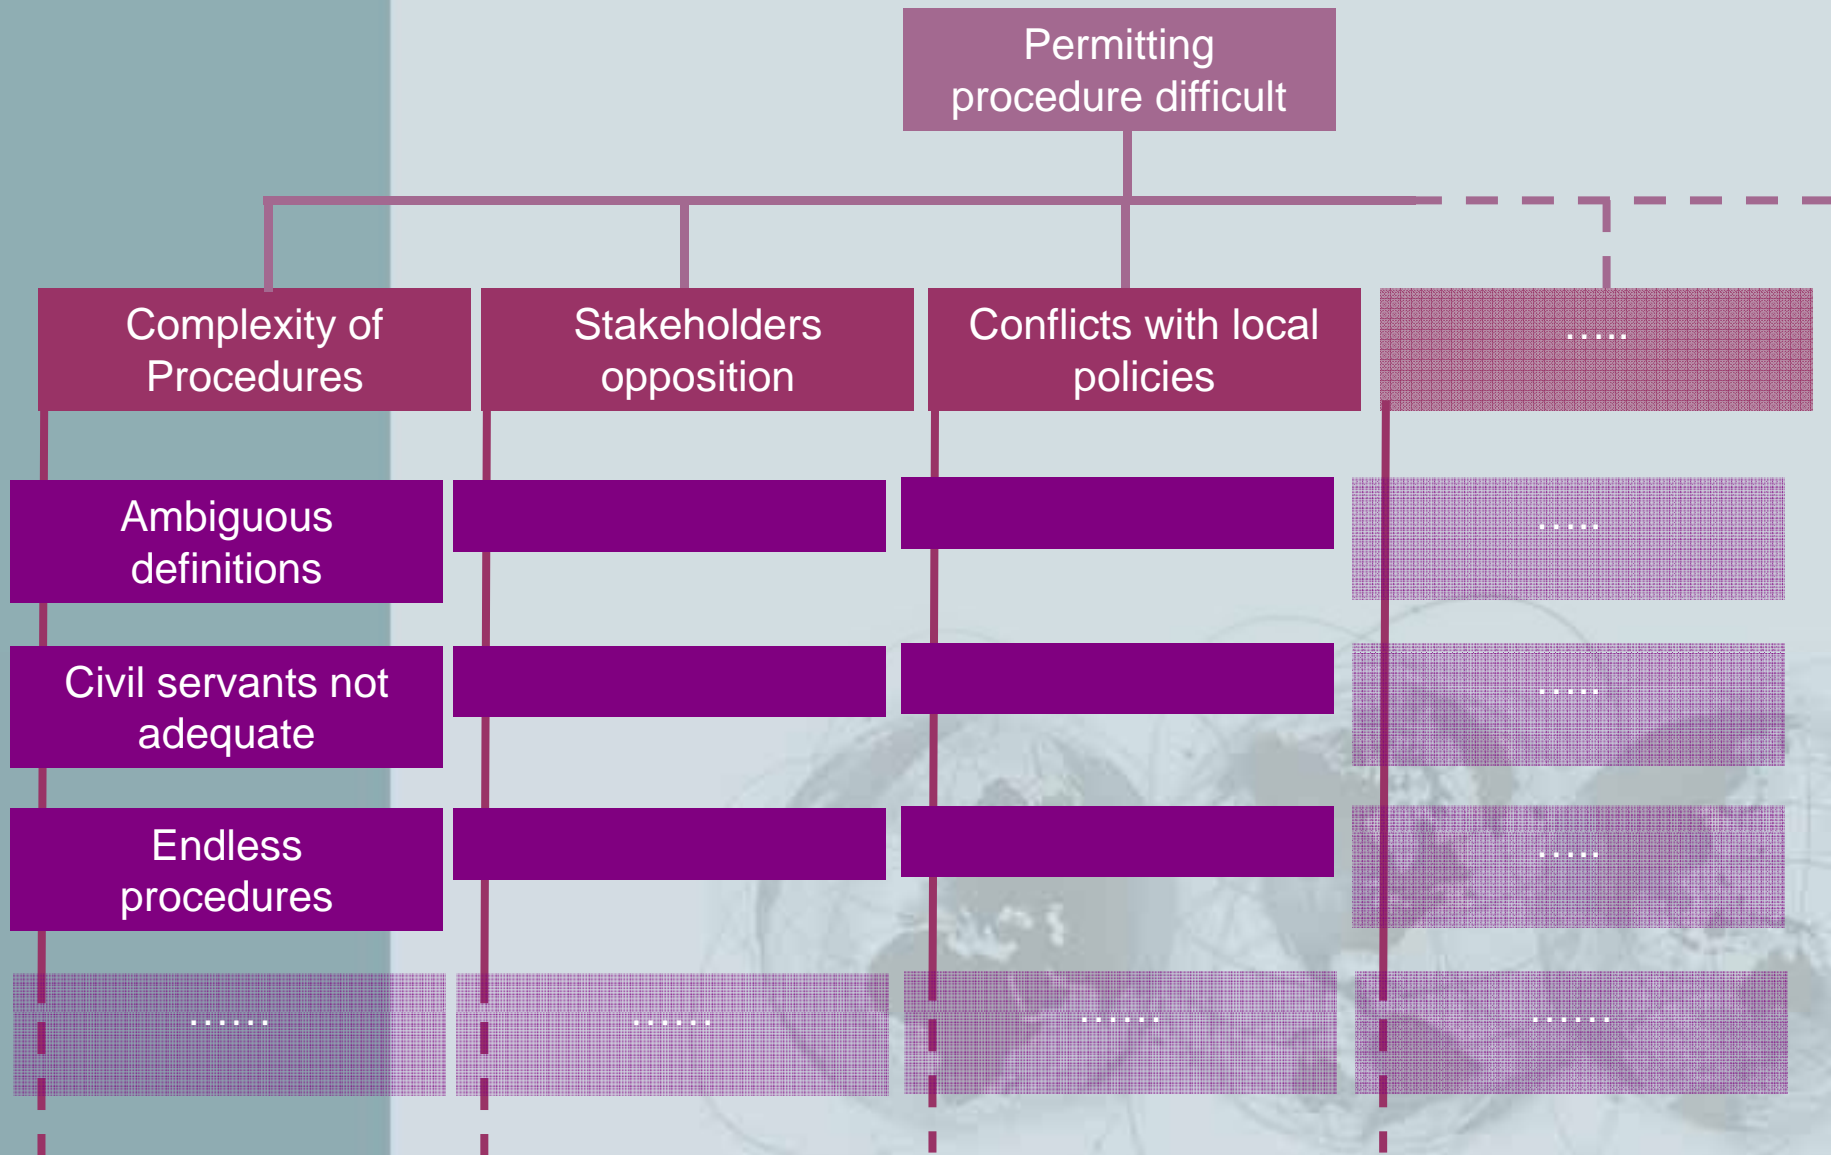 Permitting
procedure difficult
Complexity of
Procedures
Stakeholders
opposition
Conflicts with local
policies
.....
Ambiguous
definitions
.....
Civil servants not
adequate
.....
Endless
procedures
.....
......
......
......
......